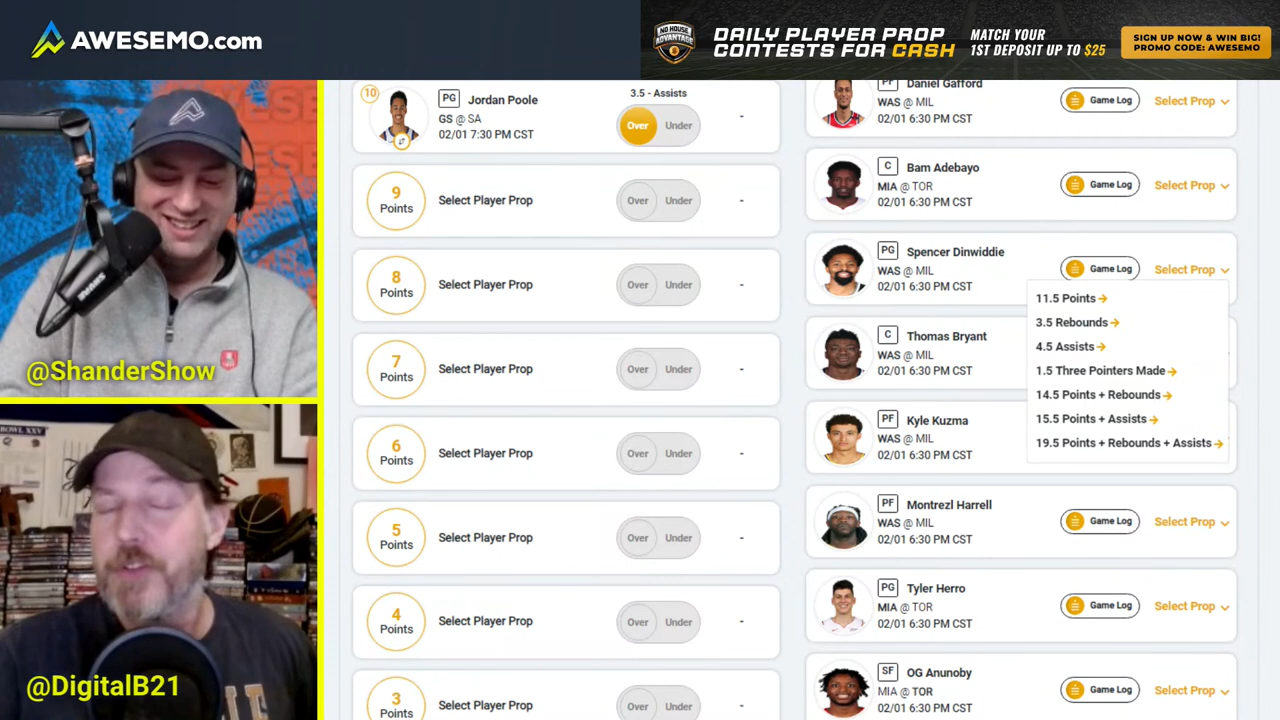 AWESEMO.com
NO HOUSE
ADVANTAGE
DAILY PLAYER PROP
CONTESTS FOR CASH
MATCH YOUR
1ST DEPOSIT UP TO $25
SIGN UP NOW & WIN BIG!
PROMO CODE: AWESEMO
@ShanderShow
BOWL XXV
@DigitalB21
10
PG Jordan Poole
GS @ SA
02/01 7:30 PM CST
3.5 - Assists
Over Under
-
9
Points
Select Player Prop
Over Under
-
8
Points
Select Player Prop
Over Under
-
7
Points
Select Player Prop
Over Under
-
6
Points
Select Player Prop
Over Under
-
5
Points
Select Player Prop
Over Under
-
4
Points
Select Player Prop
Over Under
-
3
Points
Select Player Prop
Over Under
-
PF Daniel Gafford
WAS @ MIL
02/01 6:30 PM CST
Game Log
Select Prop
C Bam Adebayo
MIA @ TOR
02/01 6:30 PM CST
Game Log
Select Prop
PG Spencer Dinwiddie
WAS @ MIL
02/01 6:30 PM CST
Game Log
Select Prop
11.5 Points
3.5 Rebounds
4.5 Assists
1.5 Three Pointers Made
14.5 Points + Rebounds
15.5 Points + Assists
19.5 Points + Rebounds + Assists
C Thomas Bryant
WAS @ MIL
02/01 6:30 PM CST
PF Kyle Kuzma
WAS @ MIL
02/01 6:30 PM CST
PF Montrezl Harrell
WAS @ MIL
02/01 6:30 PM CST
Game Log
Select Prop
PG Tyler Herro
MIA @ TOR
02/01 6:30 PM CST
Game Log
Select Prop
SF OG Anunoby
MIA @ TOR
02/01 6:30 PM CST
Game Log
Select Prop